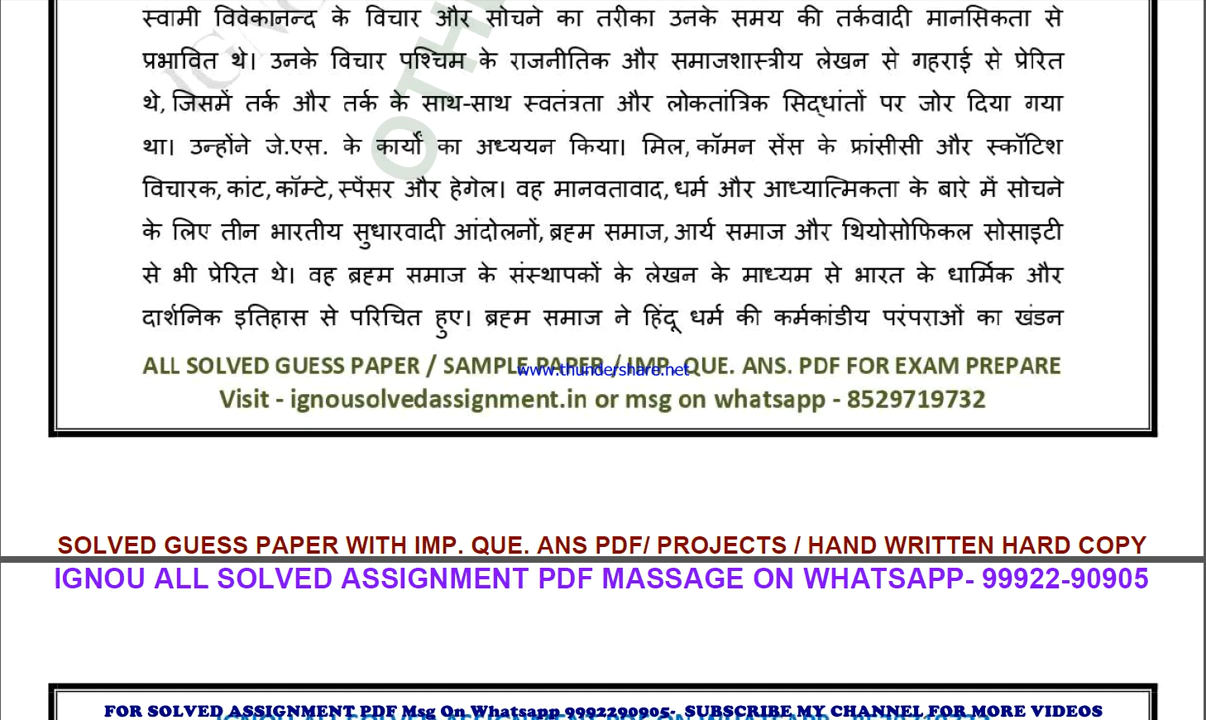 स्वामी विवेकानन्द के विचार और सोचने का तरीका उनके समय की तर्कवादी मानसिकता से
प्रभावित थे। उनके विचार पश्चिम के राजनीतिक और समाजशास्त्रीय लेखन से गहराई से प्रेरित
थे, जिसमें तर्क और तर्क के साथ-साथ स्वतंत्रता और लोकतांत्रिक सिद्धांतों पर जोर दिया गया
था। उन्होंने जे.एस. के कार्यों का अध्ययन किया। मिल, कॉमन सेंस के फ्रांसीसी और स्कॉटिश
विचारक, कांट, कॉम्टे, स्पेंसर और हेगेल। वह मानवतावाद, धर्म और आध्यात्मिकता के बारे में सोचने
के लिए तीन भारतीय सुधारवादी आंदोलनों, ब्रह्म समाज, आर्य समाज और थियोसोफिकल सोसाइटी
से भी प्रेरित थे। वह ब्रह्म समाज के संस्थापकों के लेखन के माध्यम से भारत के धार्मिक और
दार्शनिक इतिहास से परिचित हुए। ब्रह्म समाज ने हिंदू धर्म की कर्मकांडीय परंपराओं का खंडन
ALL SOLVED GUESS PAPER / SAMPLE PAPER / IMP. QUE. ANS. PDF FOR EXAM PREPARE
www.thundershare.net
Visit - ignousolvedassignment.in or msg on whatsapp - 8529719732
SOLVED GUESS PAPER WITH IMP. QUE. ANS PDF/ PROJECTS / HAND WRITTEN HARD COPY
IGNOU ALL SOLVED ASSIGNMENT PDF MASSAGE ON WHATSAPP- 99922-90905
FOR SOLVED ASSIGNMENT PDF Msg On Whatsapp 9992290905- SUBSCRIBE MY CHANNEL FOR MORE VIDEOS